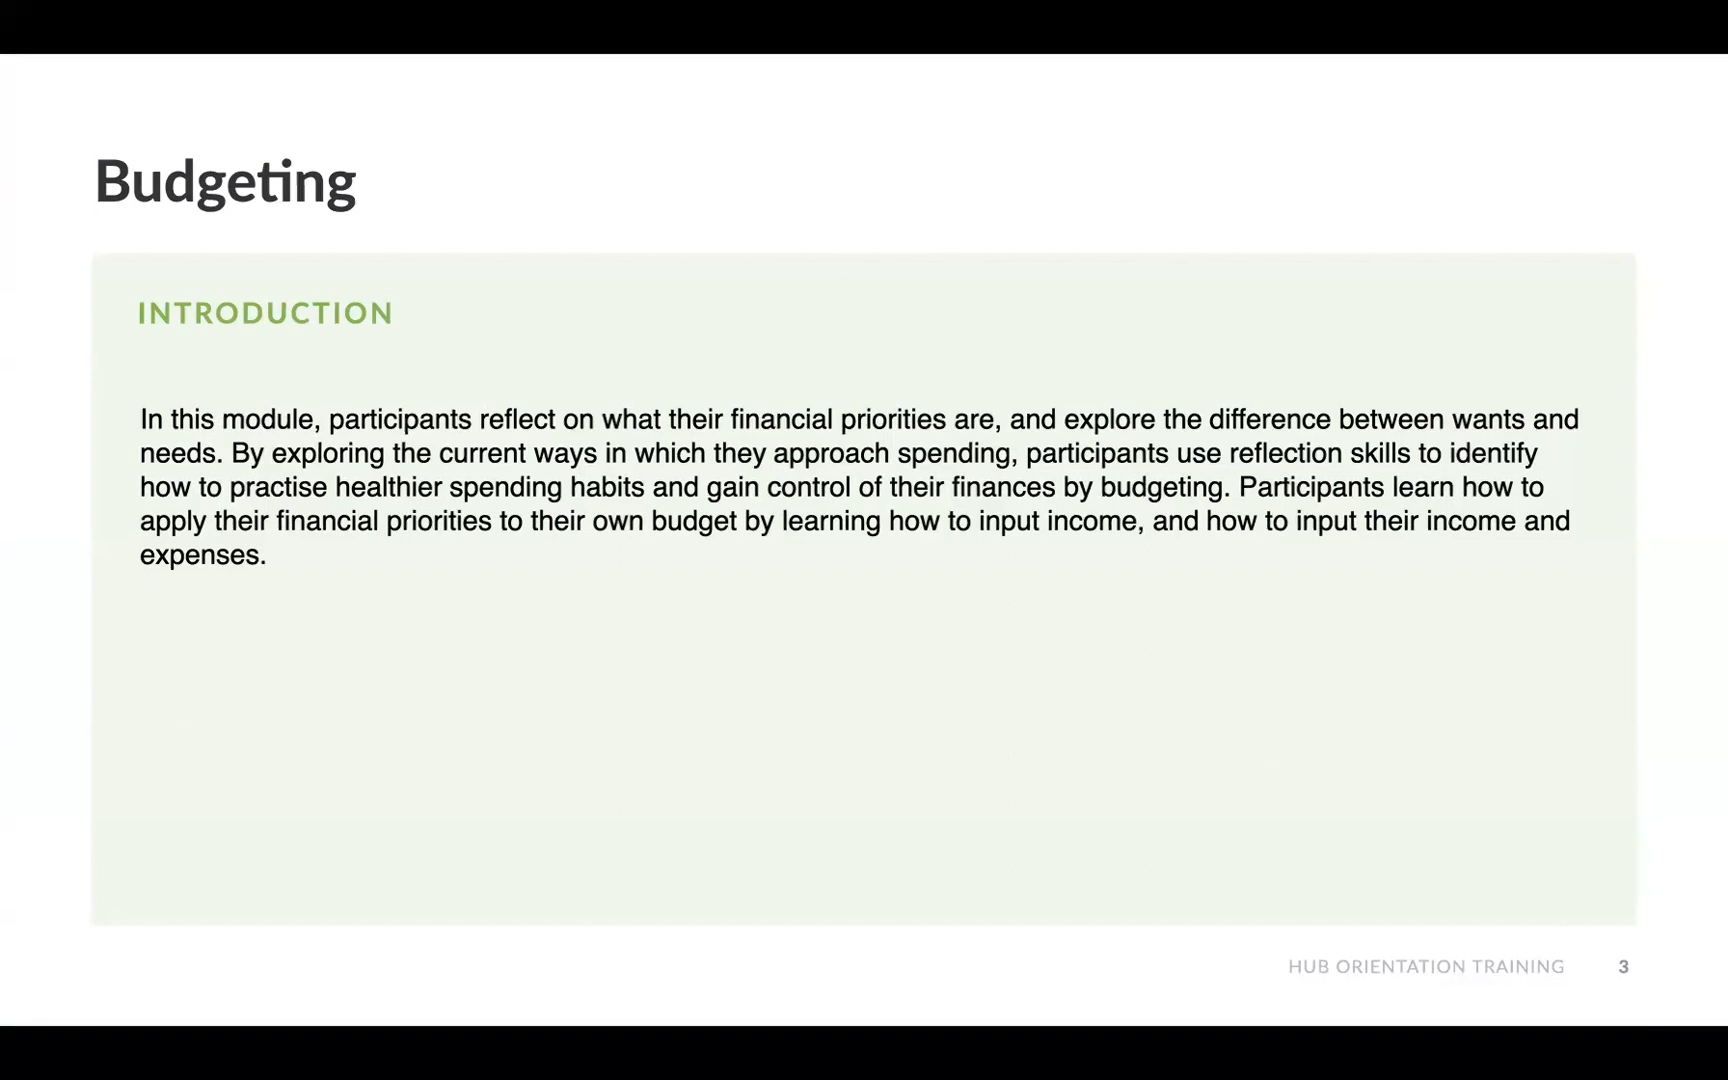 Budgeting
INTRODUCTION
In this module, participants reflect on what their financial priorities are, and explore the difference between wants and
needs. By exploring the current ways in which they approach spending, participants use reflection skills to identify
how to practise healthier spending habits and gain control of their finances by budgeting. Participants learn how to
apply their financial priorities to their own budget by learning how to input income, and how to input their income and
expenses.
HUB ORIENTATION TRAINING 3